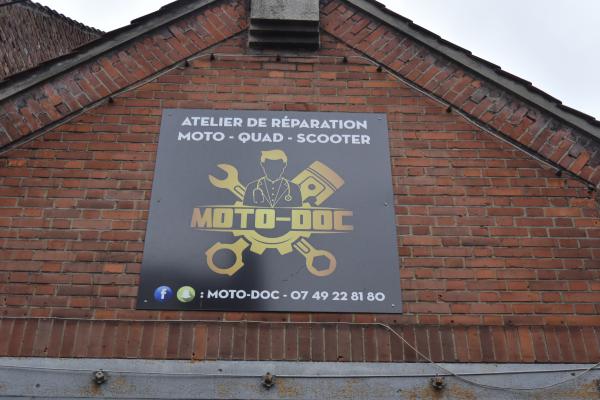 ATELIER DE RÉPARATION
MOTO - QUAD - SCOOTER
MOTO-DOC
: MOTO-DOC - 07 49 22 81 80